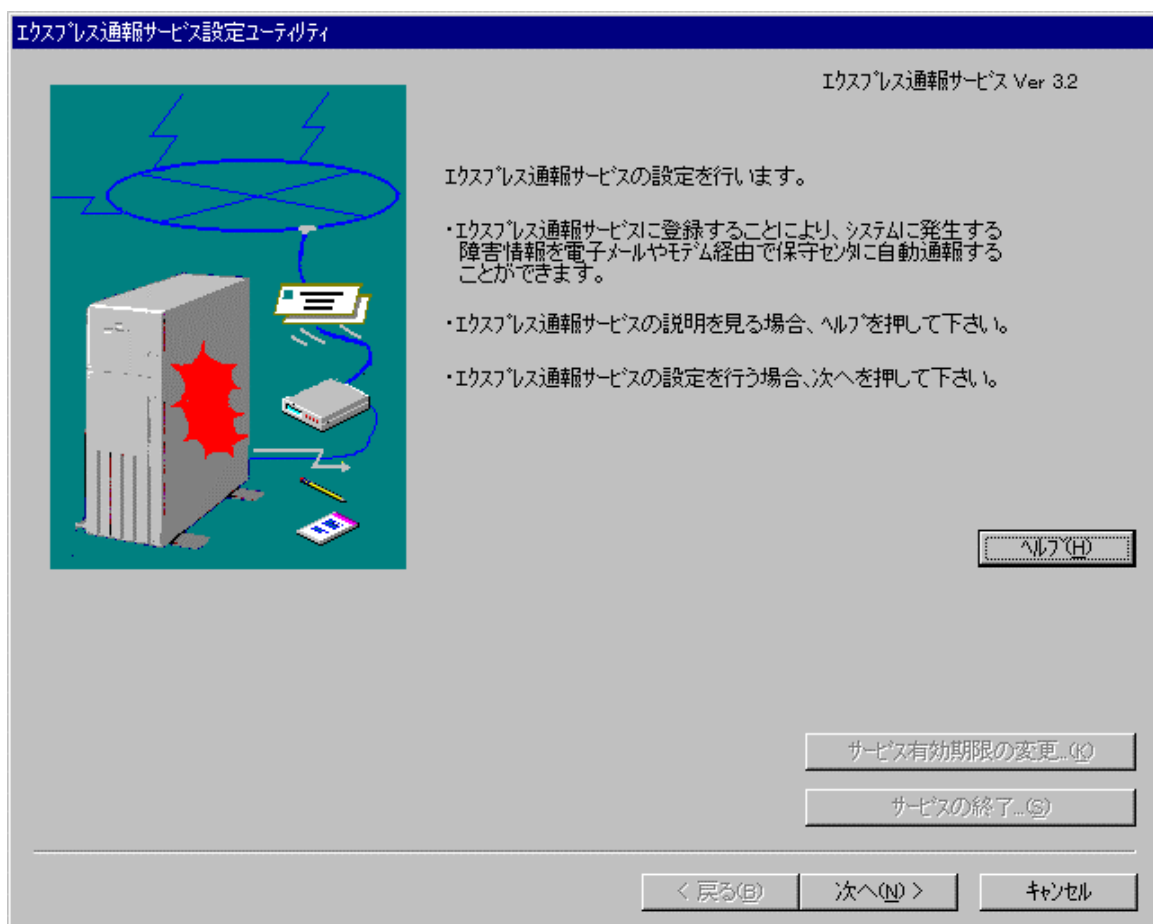 ｴｸｽﾌﾟﾚｽ通報ｻｰﾋﾞｽ設定ﾕｰﾃｨﾘﾃｨ
ｴｸｽﾌﾟﾚｽ通報ｻｰﾋﾞｽ Ver 3.2
ｴｸｽﾌﾟﾚｽ通報ｻｰﾋﾞｽの設定を行います。
・ｴｸｽﾌﾟﾚｽ通報ｻｰﾋﾞｽに登録することにより、ｼｽﾃﾑに発生する
障害情報を電子ﾒｰﾙやﾓﾃﾞﾑ経由で保守ｾﾝﾀに自動通報する
ことができます。
・ｴｸｽﾌﾟﾚｽ通報ｻｰﾋﾞｽの説明を見る場合、ﾍﾙﾌﾟを押して下さい。
・ｴｸｽﾌﾟﾚｽ通報ｻｰﾋﾞｽの設定を行う場合、次へを押して下さい。
ﾍﾙﾌﾟ(H)
ｻｰﾋﾞｽ有効期限の変更...(K)
ｻｰﾋﾞｽの終了...(S)
< 戻る(B)
次へ(N) >
ｷｬﾝｾﾙ